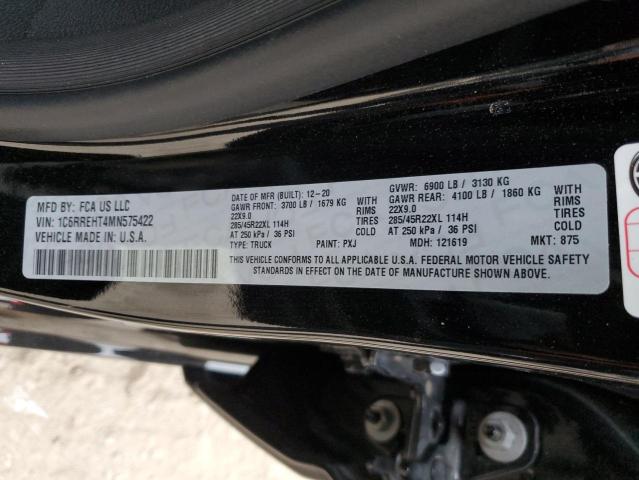 MFD BY: FCA US LLC
DATE OF MFR (BUILT): 12-20
GVWR: 6900 LB / 3130 KG
VIN: 1C6RREHT4MN575422
GAWR FRONT: 3700 LB / 1679 KG
WITH
GAWR REAR: 4100 LB / 1860 KG
WITH
VEHICLE MADE IN U.S.A.
22X9.0
RIMS
22X9.0
RIMS
285/45R22XL 114H
TIRES
285/45R22XL 114H
TIRES
AT 250 kPa / 36 PSI
COLD
AT 250 kPa / 36 PSI
COLD
TYPE: TRUCK
PAINT: PXJ
MDH: 121619
MKT: 875
THIS VEHICLE CONFORMS TO ALL APPLICABLE U.S.A. FEDERAL MOTOR VEHICLE SAFETY
STANDARDS IN EFFECT ON THE DATE OF MANUFACTURE SHOWN ABOVE.